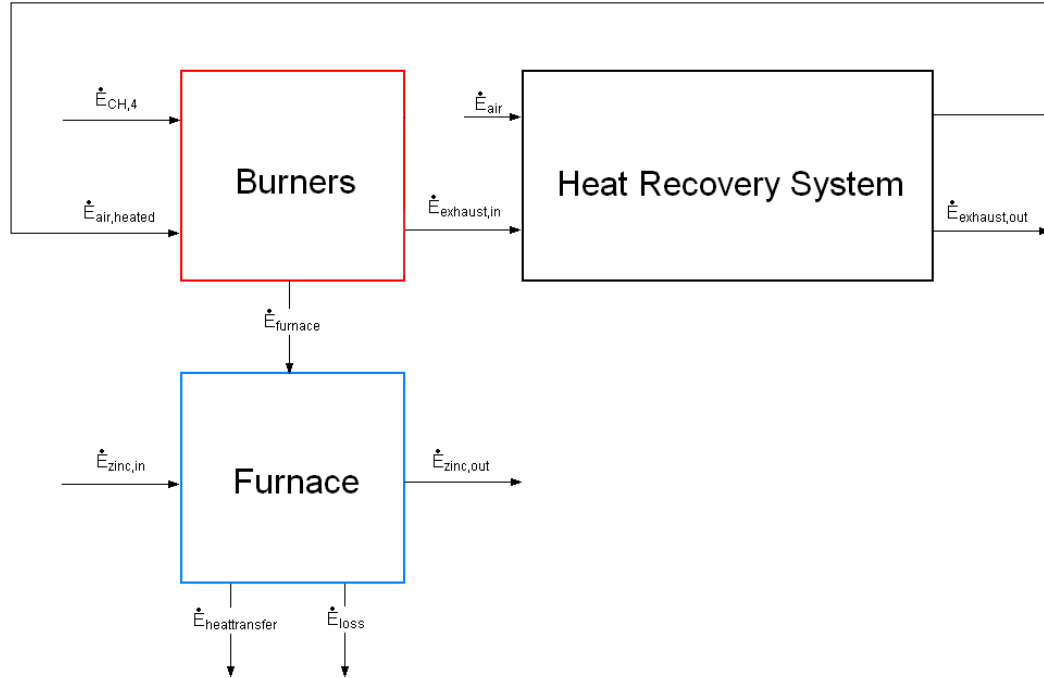 Ė_CH,4
Ė_air
Burners
Heat Recovery System
Ė_air,heated
Ė_exhaust,in
Ė_exhaust,out
Ė_furnace
Ė_zinc,in
Ė_zinc,out
Furnace
Ė_heattransfer
Ė_loss